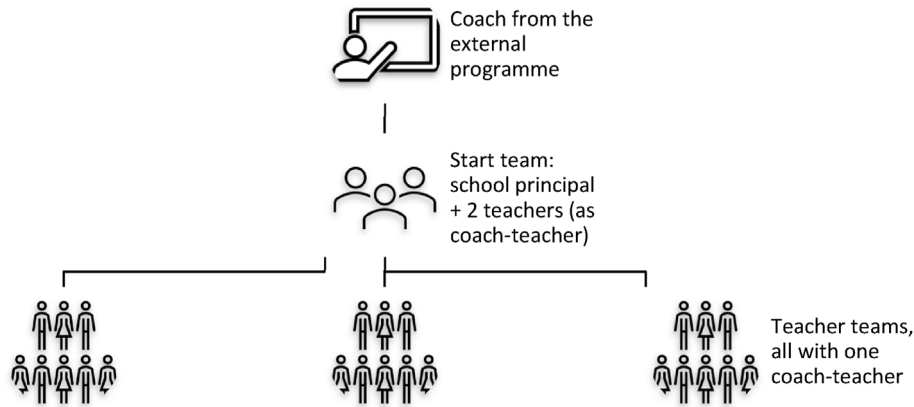 Coach from the
external
programme
Start team:
school principal
+ 2 teachers (as
coach-teacher)
Teacher teams,
all with one
coach-teacher